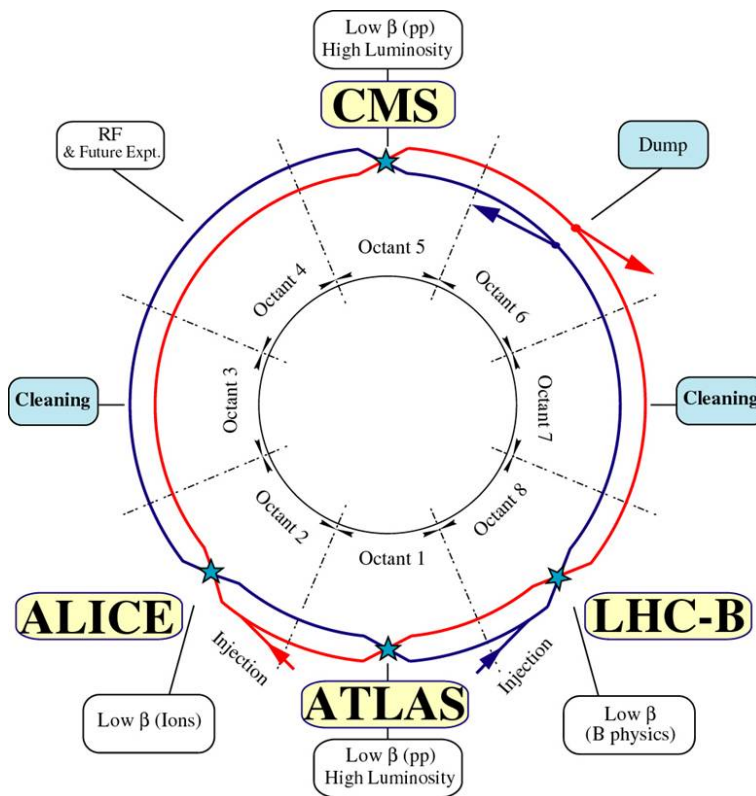 Low β (pp)
High Luminosity
CMS
RF
& Future Expt.
Dump
Octant 5
Octant 4
Octant 6
Cleaning
Octant 3
Octant 7
Cleaning
Octant 2
Octant 8
Octant 1
ALICE
LHC-B
Injection
Injection
ATLAS
Low β (Ions)
Low β
(B physics)
Low β (pp)
High Luminosity